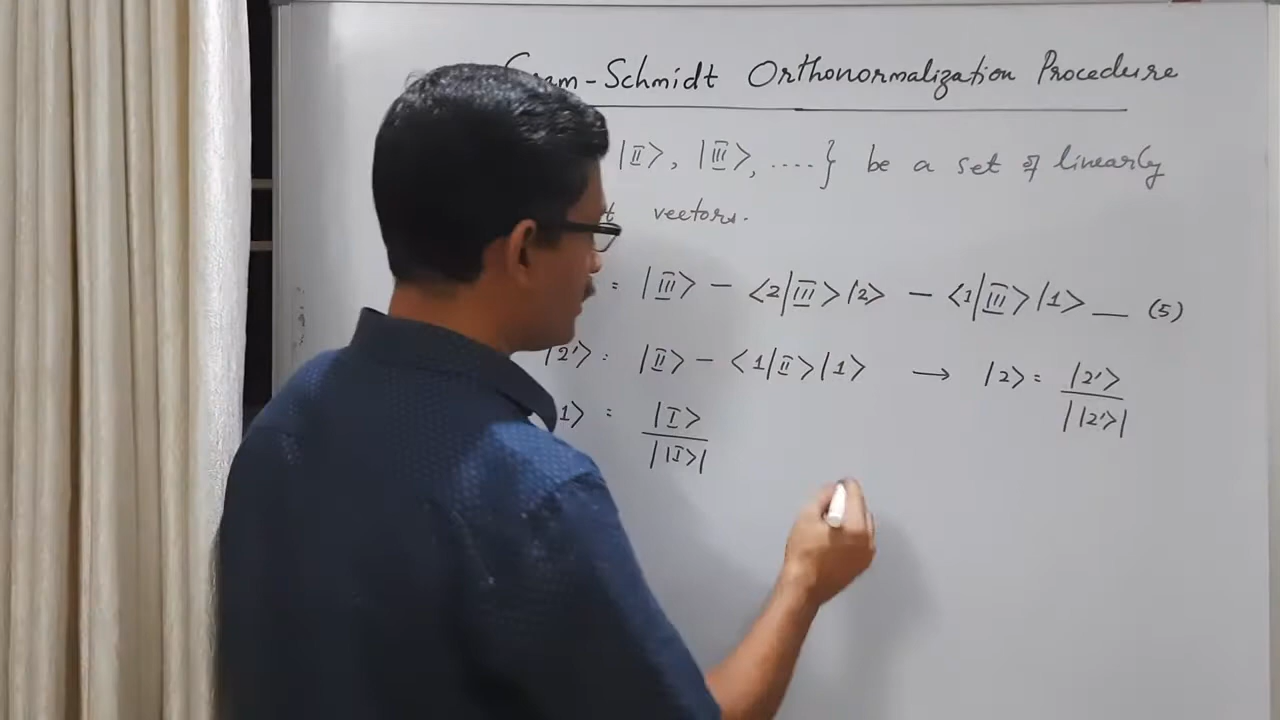 Gram-Schmidt Orthonormalization Procedure
|II⟩, |III⟩, ....} be a set of linearly
vectors.
= |III⟩ - ⟨2|III⟩|2⟩ - ⟨1|III⟩|1⟩ __ (5)
|2'⟩ = |II⟩ - ⟨1|II⟩|1⟩ → |2⟩ = |2'⟩ / ||2'⟩|
1⟩ = |I⟩ / ||I⟩|